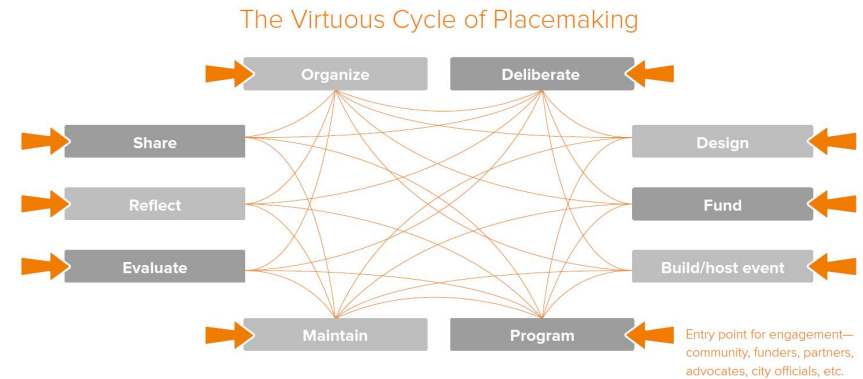 The Virtuous Cycle of Placemaking
Organize
Deliberate
Share
Design
Reflect
Fund
Evaluate
Build/host event
Maintain
Program
Entry point for engagement—
community, funders, partners,
advocates, city officials, etc.